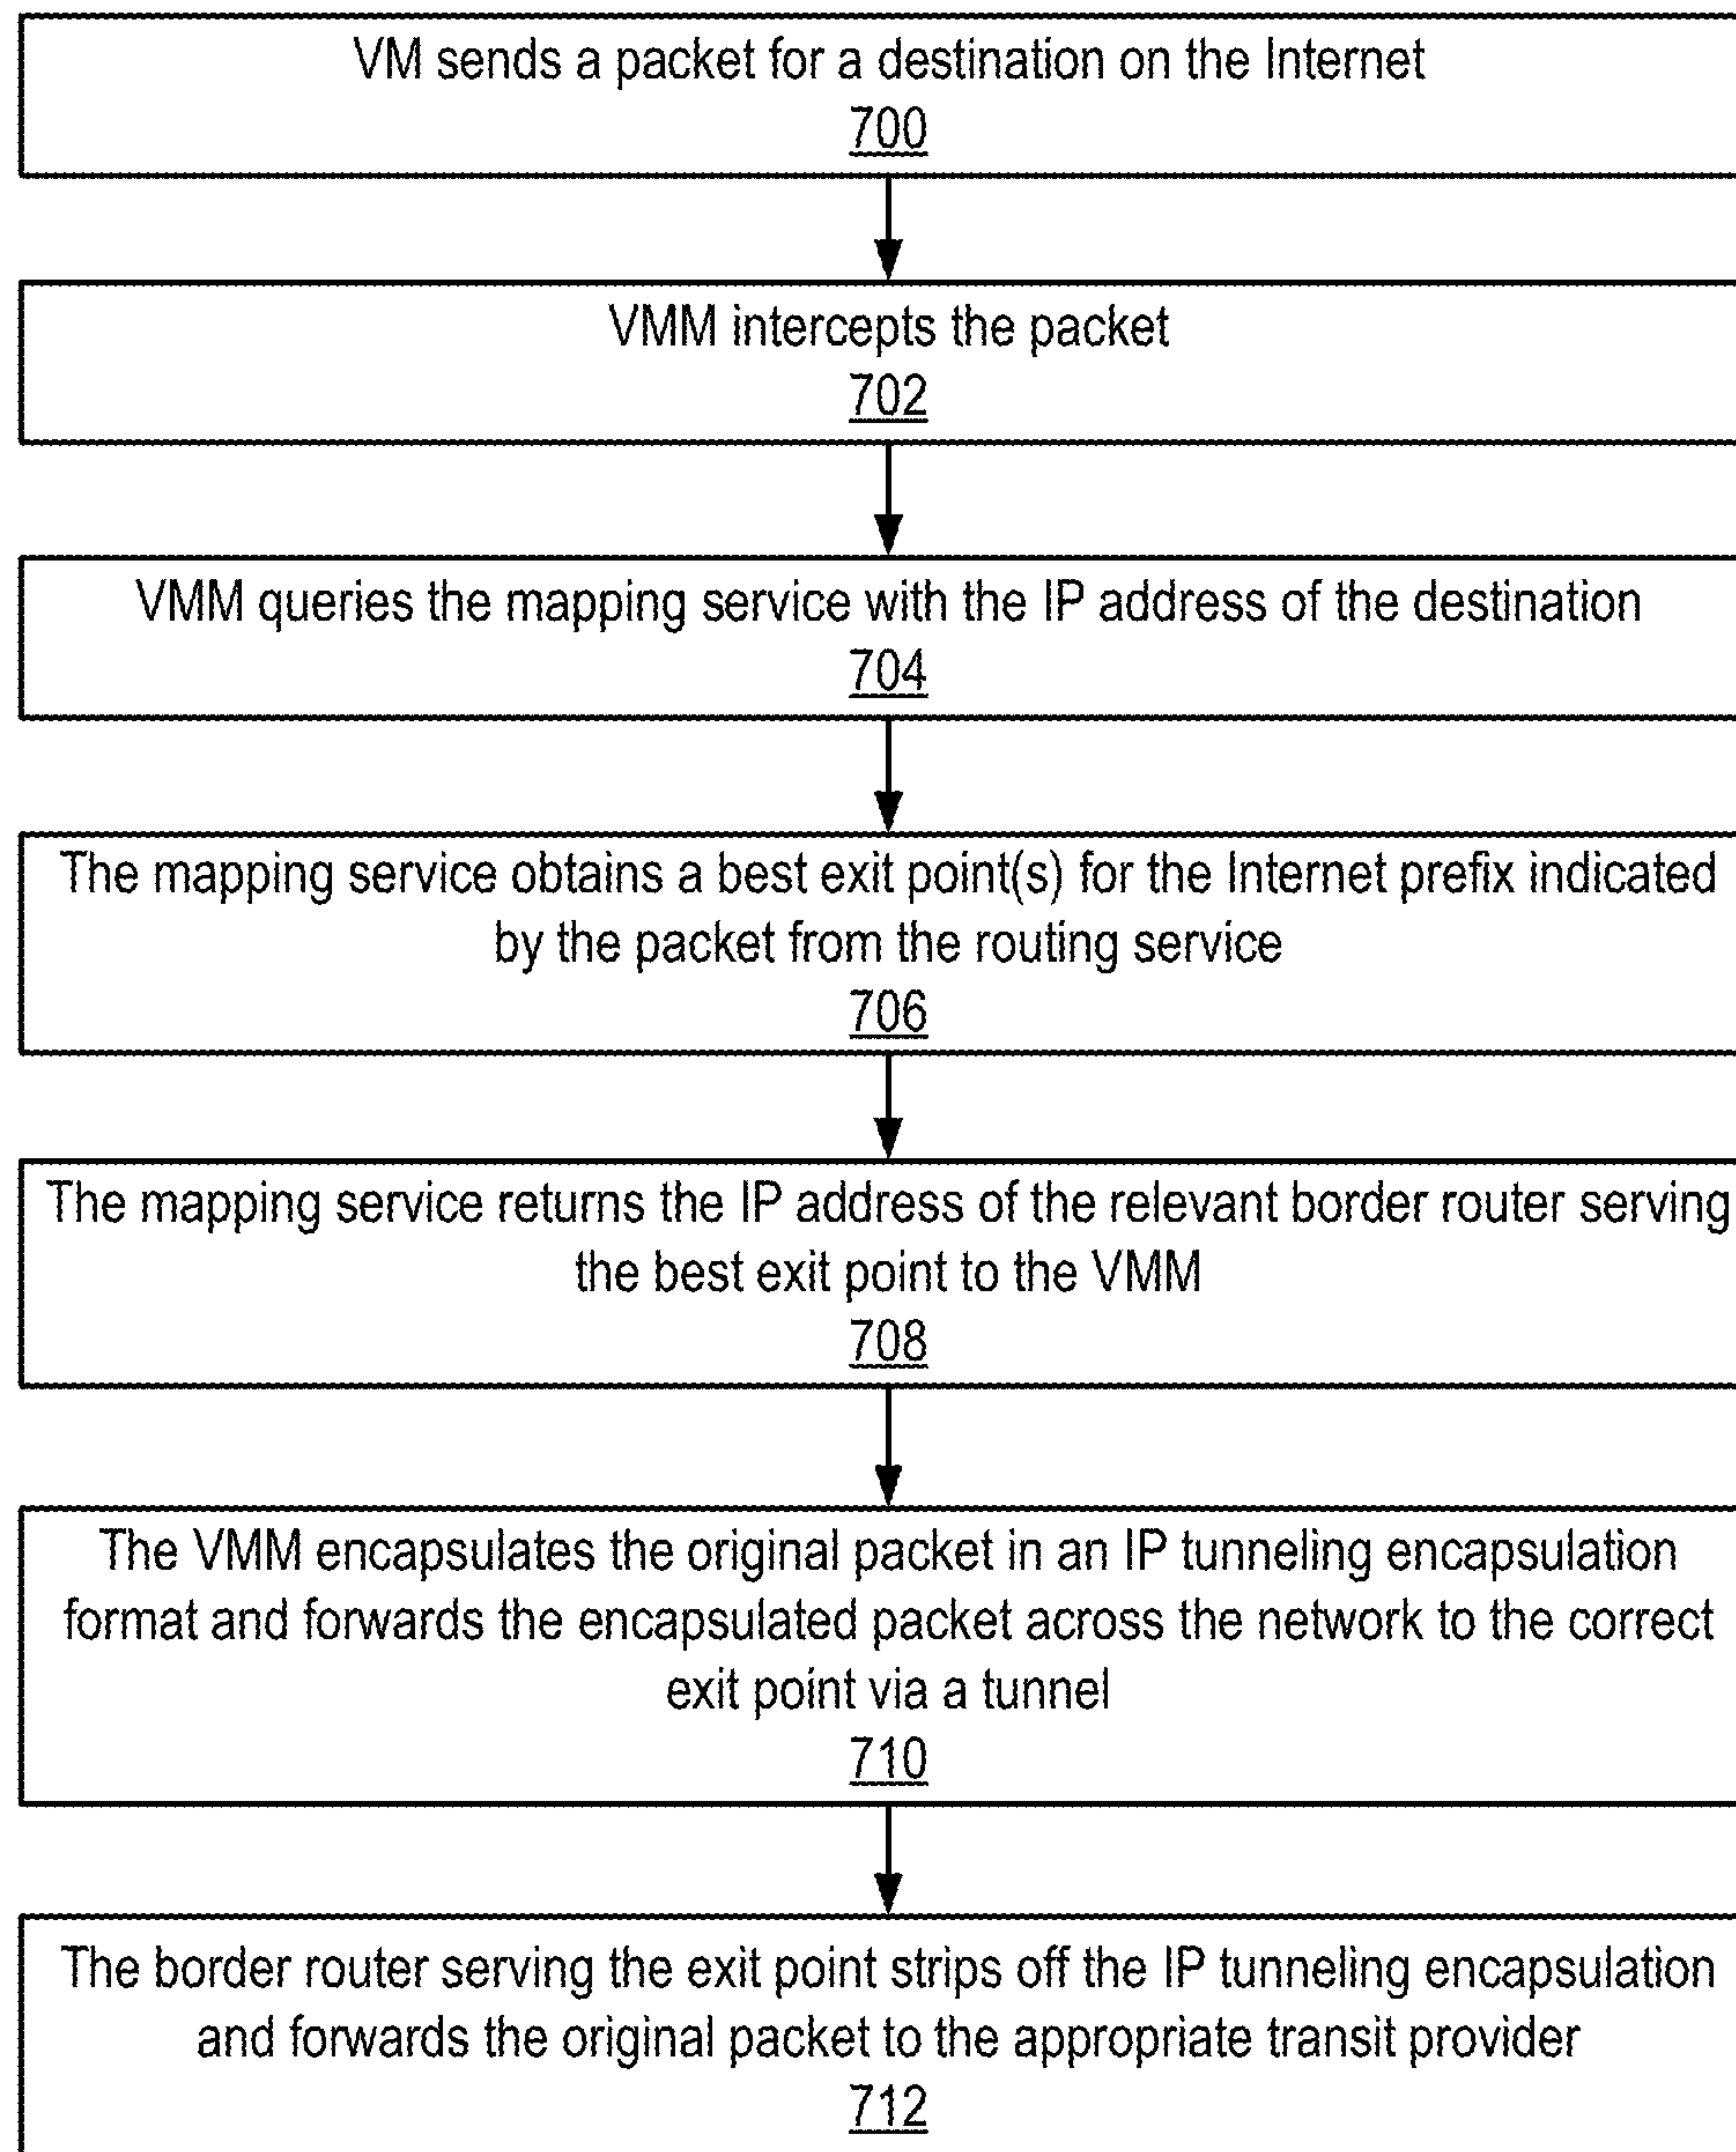 VM sends a packet for a destination on the Internet
700
VMM intercepts the packet
702
VMM queries the mapping service with the IP address of the destination
704
The mapping service obtains a best exit point(s) for the Internet prefix indicated
by the packet from the routing service
706
The mapping service returns the IP address of the relevant border router serving
the best exit point to the VMM
708
The VMM encapsulates the original packet in an IP tunneling encapsulation
format and forwards the encapsulated packet across the network to the correct
exit point via a tunnel
710
The border router serving the exit point strips off the IP tunneling encapsulation
and forwards the original packet to the appropriate transit provider
712